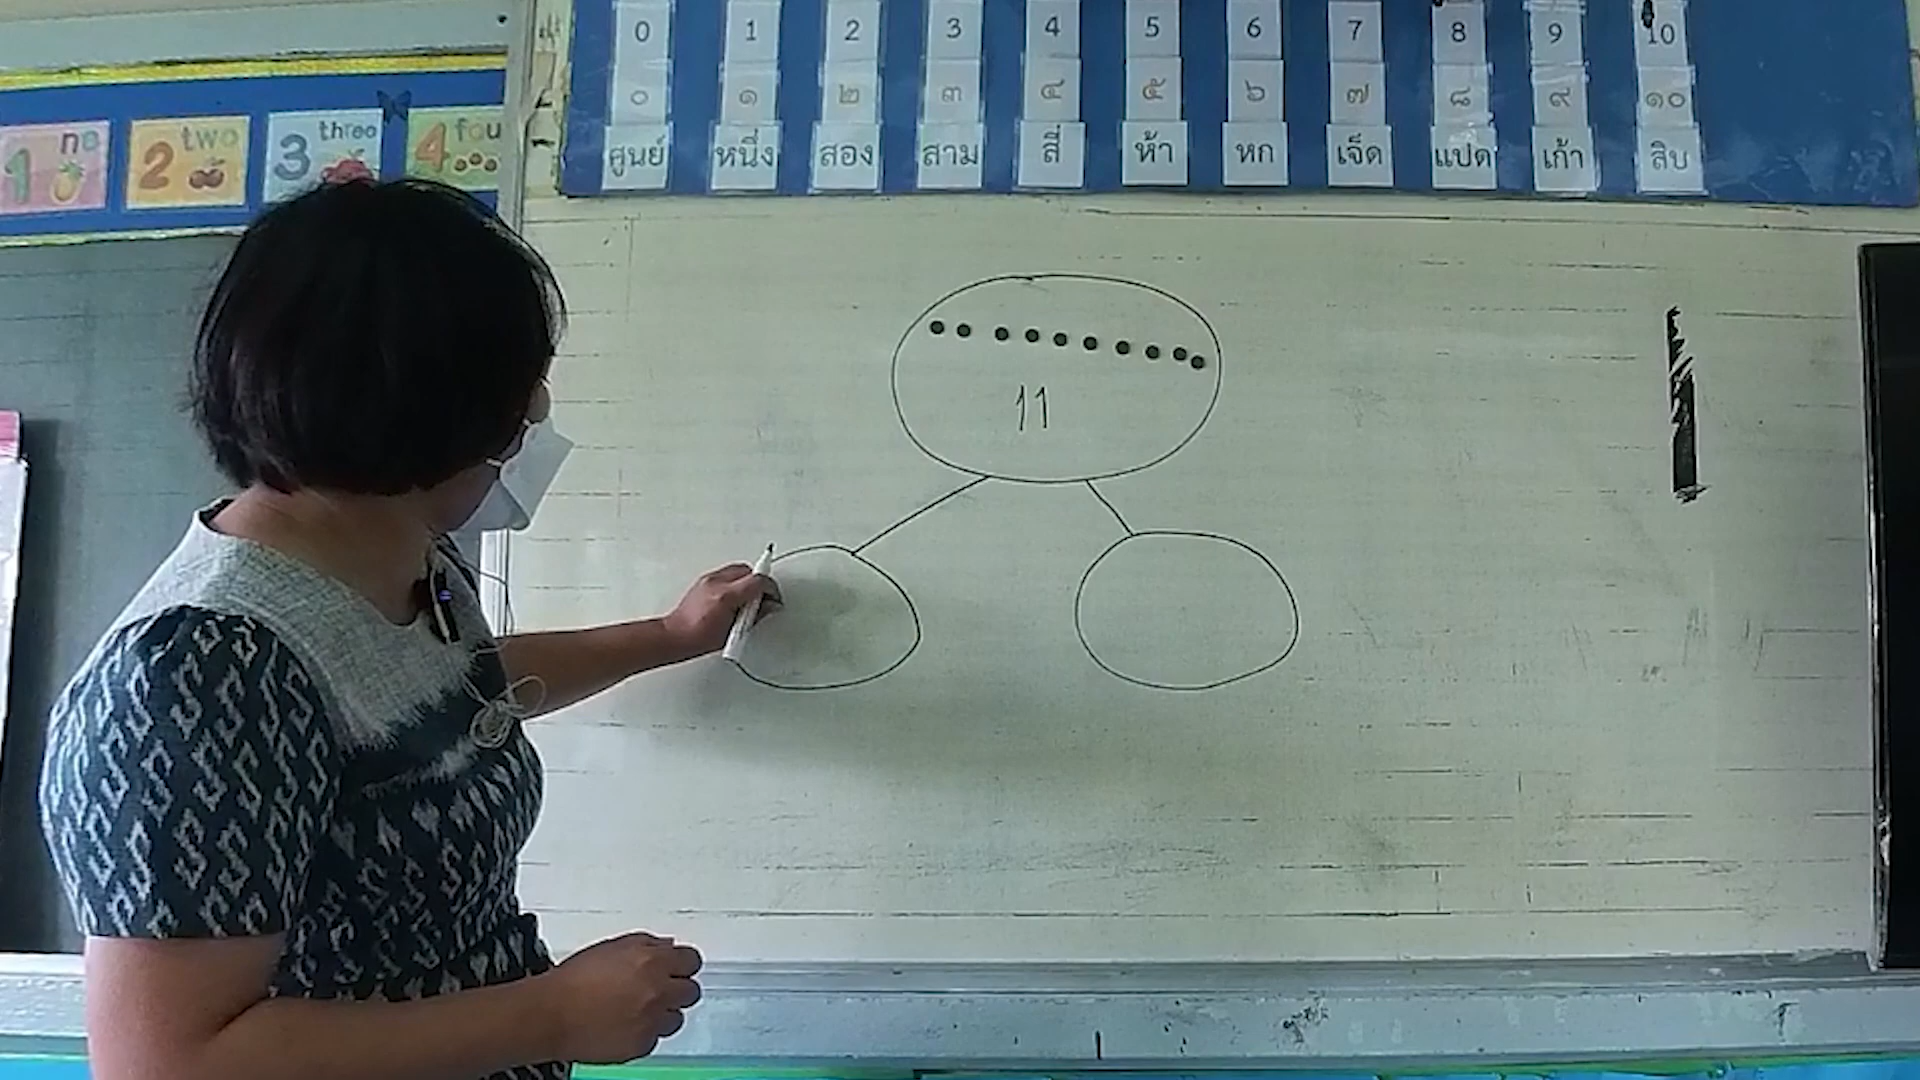 0 1 2 3 4 5 6 7 8 9 10
๐ ๑ ๒ ๓ ๔ ๕ ๖ ๗ ๘ ๙ ๑๐
ศูนย์ หนึ่ง สอง สาม สี่ ห้า หก เจ็ด แปด เก้า สิบ
1 ne 2 two 3 three 4 fou
11